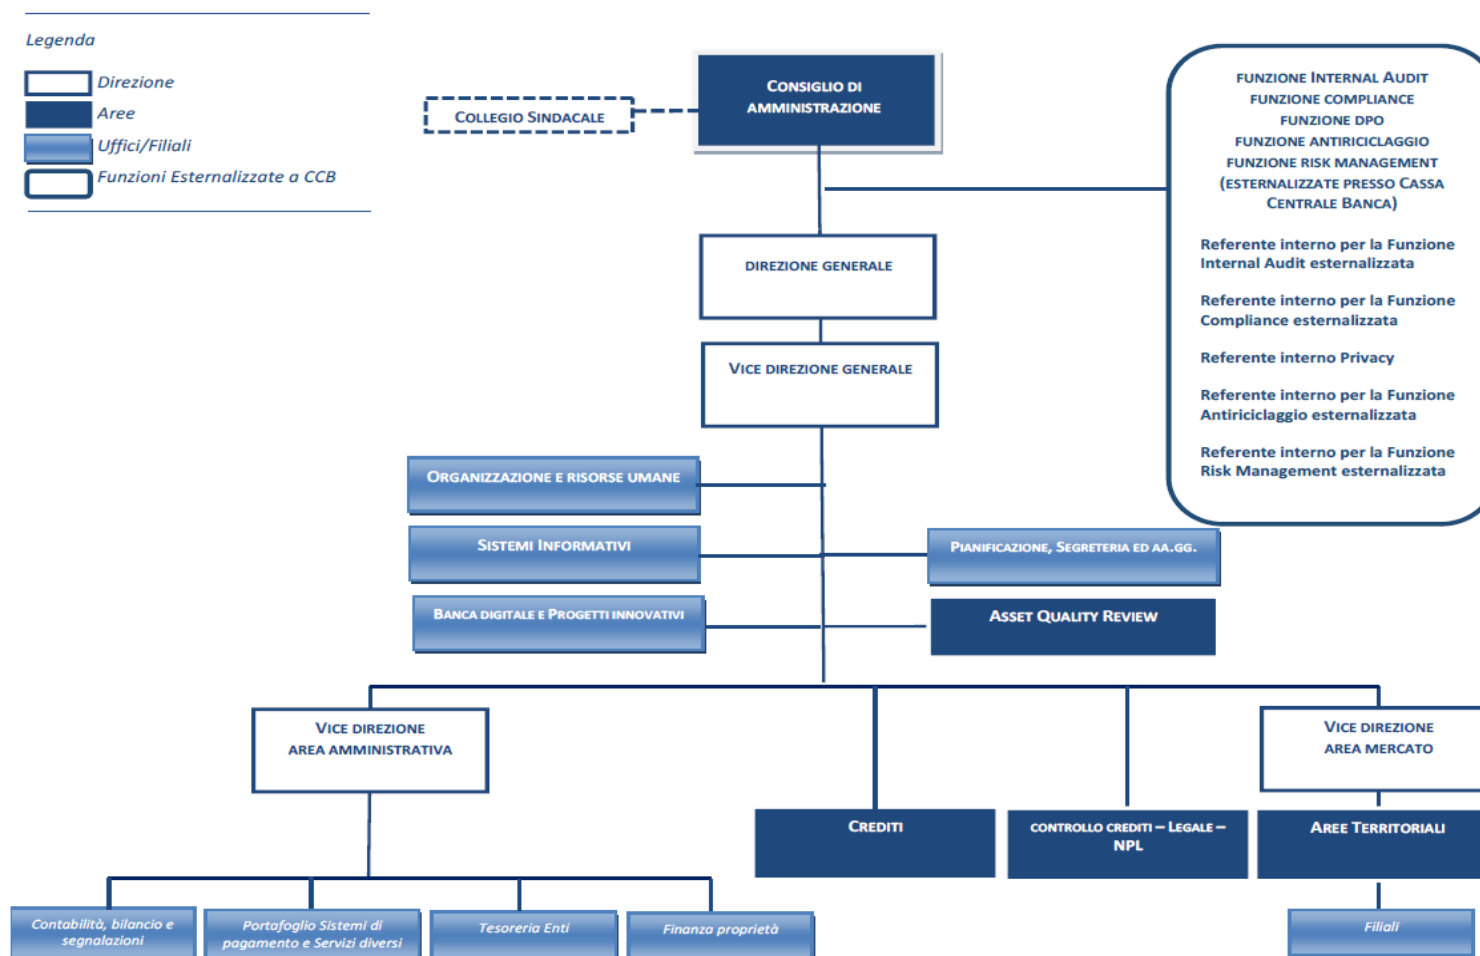 Legenda
Direzione
Aree
Uffici/Filiali
Funzioni Esternalizzate a CCB
CONSIGLIO DI
AMMINISTRAZIONE
COLLEGIO SINDACALE
FUNZIONE INTERNAL AUDIT
FUNZIONE COMPLIANCE
FUNZIONE DPO
FUNZIONE ANTIRICICLAGGIO
FUNZIONE RISK MANAGEMENT
(ESTERNALIZZATE PRESSO CASSA
CENTRALE BANCA)
Referente interno per la Funzione
Internal Audit esternalizzata
Referente interno per la Funzione
Compliance esternalizzata
Referente interno Privacy
Referente interno per la Funzione
Antiriciclaggio esternalizzata
Referente interno per la Funzione
Risk Management esternalizzata
DIREZIONE GENERALE
VICE DIREZIONE GENERALE
ORGANIZZAZIONE E RISORSE UMANE
SISTEMI INFORMATIVI
PIANIFICAZIONE, SEGRETERIA ED AA.GG.
BANCA DIGITALE E PROGETTI INNOVATIVI
ASSET QUALITY REVIEW
VICE DIREZIONE
AREA AMMINISTRATIVA
VICE DIREZIONE
AREA MERCATO
CREDITI
CONTROLLO CREDITI – LEGALE –
NPL
AREE TERRITORIALI
Contabilità, bilancio e
segnalazioni
Portafoglio Sistemi di
pagamento e Servizi diversi
Tesoreria Enti
Finanza proprietà
Filiali